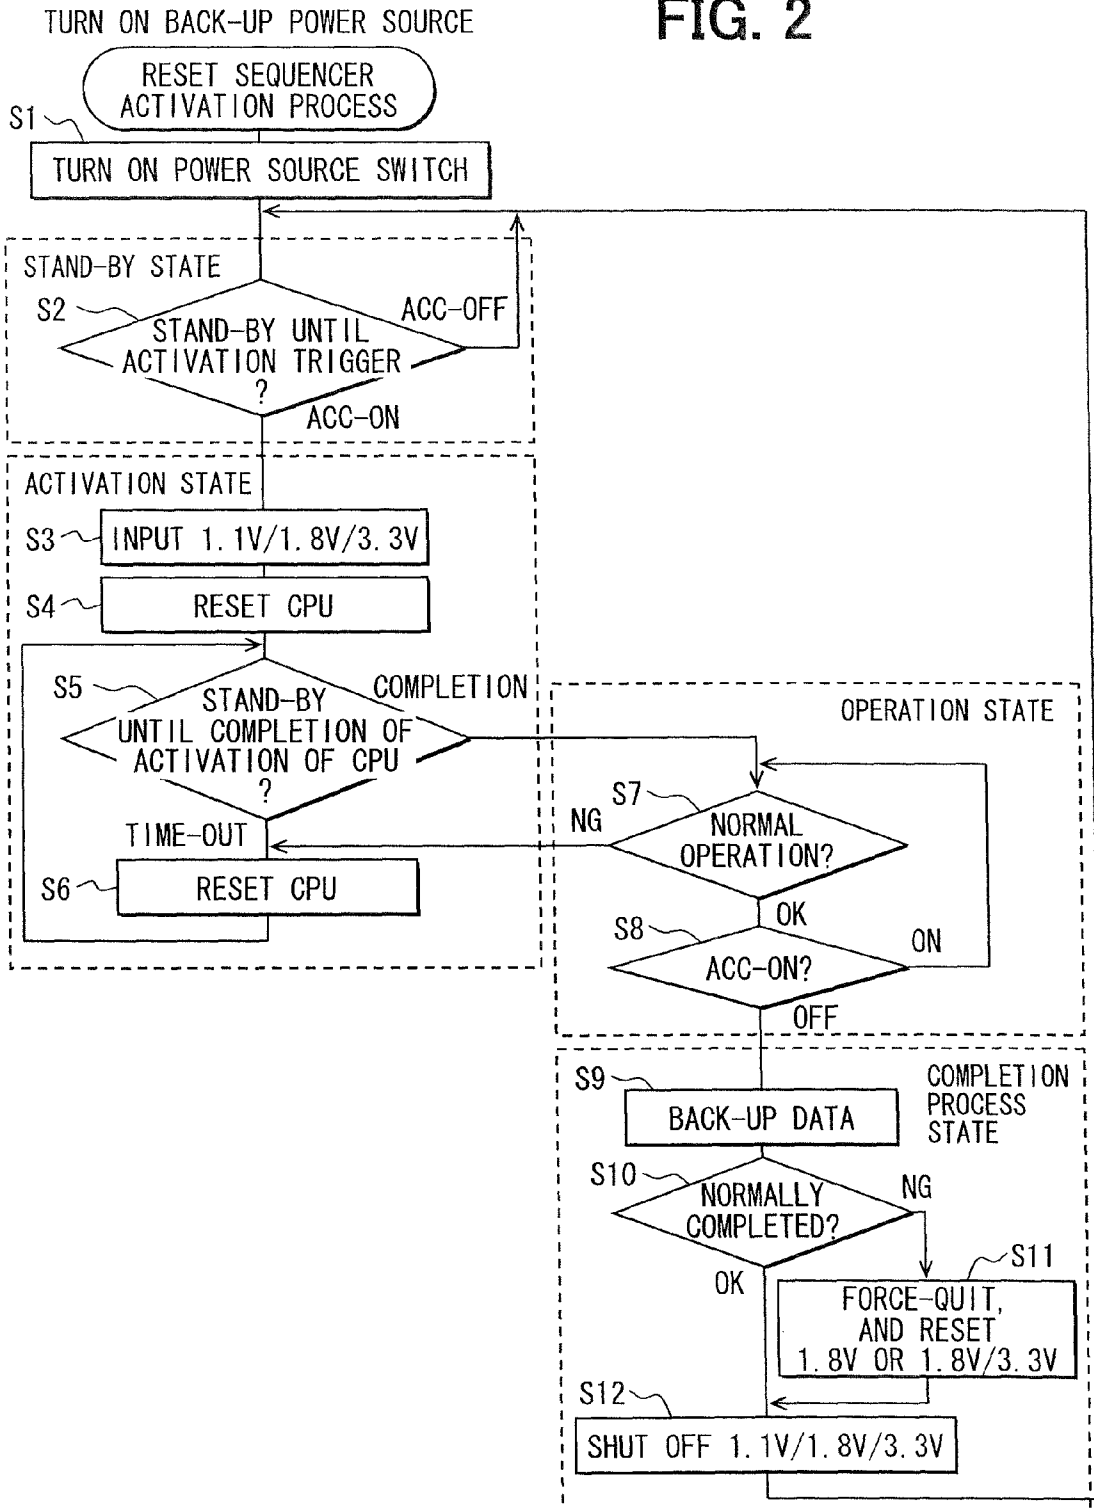 TURN ON BACK-UP POWER SOURCE
FIG. 2
RESET SEQUENCER
ACTIVATION PROCESS
S1
TURN ON POWER SOURCE SWITCH
STAND-BY STATE
S2
ACC-OFF
STAND-BY UNTIL
ACTIVATION TRIGGER
?
ACC-ON
ACTIVATION STATE
S3
INPUT 1.1V/1.8V/3.3V
S4
RESET CPU
S5
COMPLETION
STAND-BY
UNTIL COMPLETION OF
ACTIVATION OF CPU
?
TIME-OUT
S6
RESET CPU
OPERATION STATE
S7
NG
NORMAL
OPERATION?
OK
S8
ON
ACC-ON?
OFF
COMPLETION
PROCESS
STATE
S9
BACK-UP DATA
S10
NG
NORMALLY
COMPLETED?
OK
S11
FORCE-QUIT,
AND RESET
1.8V OR 1.8V/3.3V
S12
SHUT OFF 1.1V/1.8V/3.3V